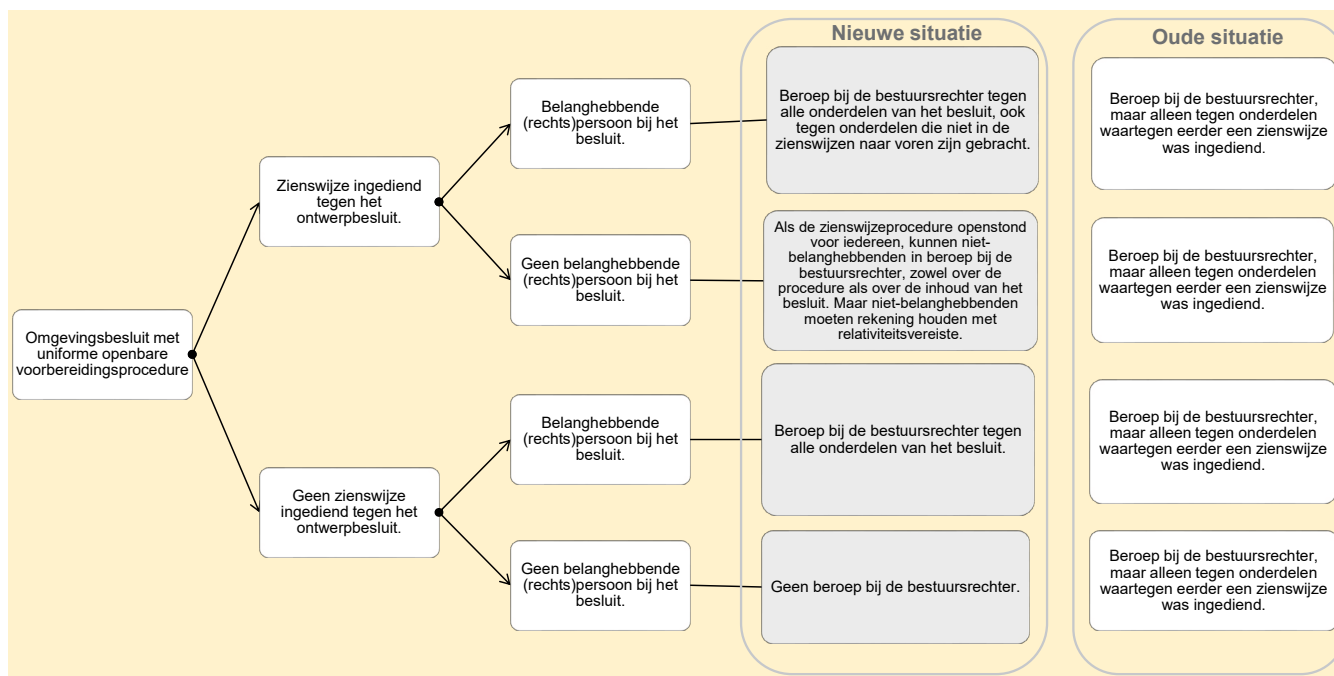 Nieuwe situatie
Oude situatie
Omgevingsbesluit met
uniforme openbare
voorbereidingsprocedure
Zienswijze ingediend
tegen het
ontwerpbesluit.
Belanghebbende
(rechts)persoon bij het
besluit.
Beroep bij de bestuursrechter tegen
alle onderdelen van het besluit, ook
tegen onderdelen die niet in de
zienswijzen naar voren zijn gebracht.
Beroep bij de bestuursrechter,
maar alleen tegen onderdelen
waartegen eerder een zienswijze
was ingediend.
Geen belanghebbende
(rechts)persoon bij het
besluit.
Als de zienswijzeprocedure openstond
voor iedereen, kunnen niet-
belanghebbenden in beroep bij de
bestuursrechter, zowel over de
procedure als over de inhoud van het
besluit. Maar niet-belanghebbenden
moeten rekening houden met
relativiteitsvereiste.
Beroep bij de bestuursrechter,
maar alleen tegen onderdelen
waartegen eerder een zienswijze
was ingediend.
Geen zienswijze
ingediend tegen het
ontwerpbesluit.
Belanghebbende
(rechts)persoon bij het
besluit.
Beroep bij de bestuursrechter tegen
alle onderdelen van het besluit.
Beroep bij de bestuursrechter,
maar alleen tegen onderdelen
waartegen eerder een zienswijze
was ingediend.
Geen belanghebbende
(rechts)persoon bij het
besluit.
Geen beroep bij de bestuursrechter.
Beroep bij de bestuursrechter,
maar alleen tegen onderdelen
waartegen eerder een zienswijze
was ingediend.